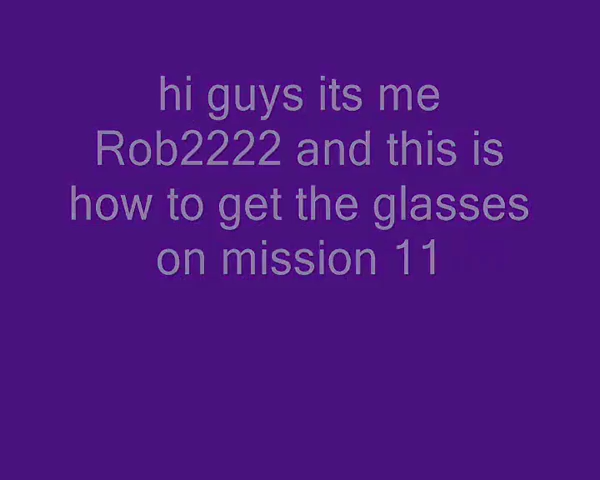 hi guys its me
Rob2222 and this is
how to get the glasses
on mission 11